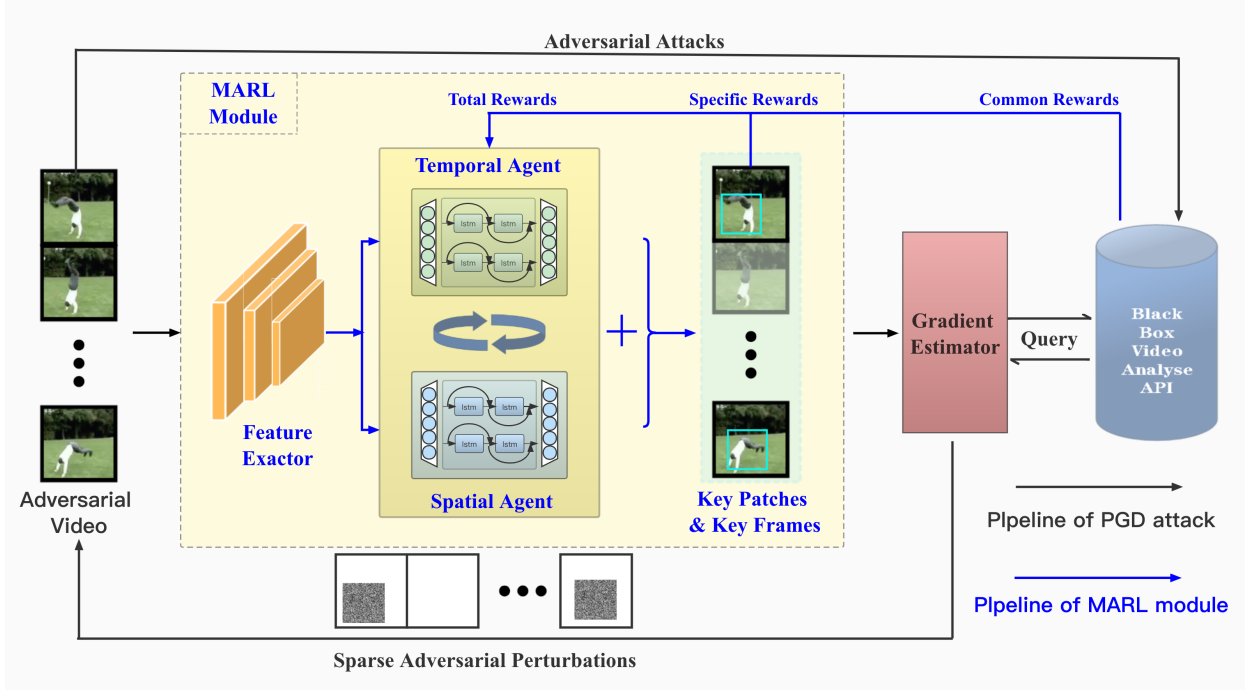 Adversarial Attacks
MARL
Module
Total Rewards
Specific Rewards
Common Rewards
Temporal Agent
lstm
lstm
lstm
lstm
Feature
Exactor
lstm
lstm
lstm
lstm
Spatial Agent
Key Patches
& Key Frames
Gradient
Estimator
Query
Black
Box
Video
Analyse
API
Adversarial
Video
PIpeline of PGD attack
PIpeline of MARL module
Sparse Adversarial Perturbations